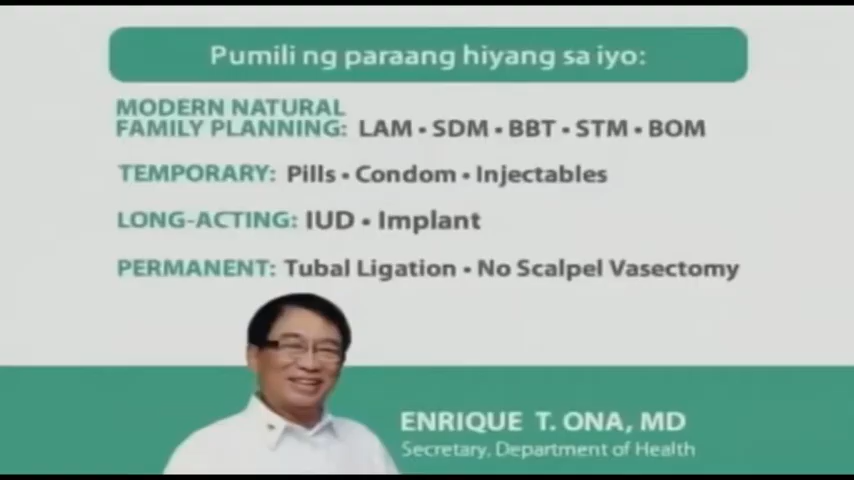 Pumili ng paraang hiyang sa iyo:
MODERN NATURAL
FAMILY PLANNING: LAM • SDM • BBT • STM • BOM
TEMPORARY: Pills • Condom • Injectables
LONG-ACTING: IUD • Implant
PERMANENT: Tubal Ligation • No Scalpel Vasectomy
ENRIQUE T. ONA, MD
Secretary, Department of Health